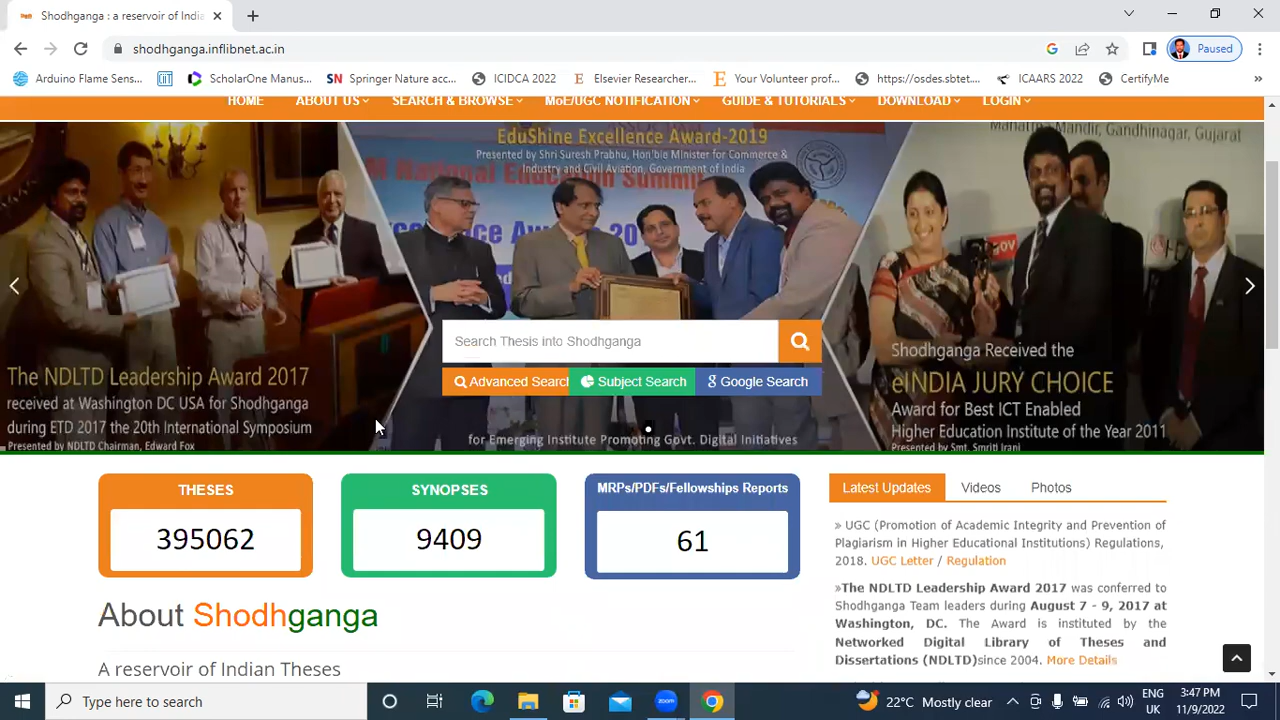 Shodhganga : a reservoir of India
shodhganga.inflibnet.ac.in
Paused
Arduino Flame Sens...
ScholarOne Manus...
Springer Nature acc...
ICIDCA 2022
Elsevier Researcher...
Your Volunteer prof...
https://osdes.sbtet....
ICAARS 2022
CertifyMe
»
HOME
ABOUT US
SEARCH & BROWSE
MoE/UGC NOTIFICATION
GUIDE & TUTORIALS
DOWNLOAD
LOGIN
EduShine Excellence Award-2019
Presented by Shri Suresh Prabhu, Hon'ble Minister for Commerce &
Industry and Civil Aviation, Government of India
Mahatma Mandir, Gandhinagar, Gujarat
Search Thesis into Shodhganga
Advanced Search
Subject Search
Google Search
The NDLTD Leadership Award 2017
received at Washington DC USA for Shodhganga
during ETD 2017 the 20th International Symposium
Presented by NDLTD Chairman, Edward Fox
for Emerging Institute Promoting Govt. Digital Initiatives
Shodhganga Received the
eINDIA JURY CHOICE
Award for Best ICT Enabled
Higher Education Institute of the Year 2011
Presented by Smt. Smriti Irani
THESES
395062
SYNOPSES
9409
MRPs/PDFs/Fellowships Reports
61
Latest Updates
Videos
Photos
» UGC (Promotion of Academic Integrity and Prevention of
Plagiarism in Higher Educational Institutions) Regulations,
2018. UGC Letter / Regulation
»The NDLTD Leadership Award 2017 was conferred to
Shodhganga Team leaders during August 7 - 9, 2017 at
Washington, DC. The Award is instituted by the
Networked Digital Library of Theses and
Dissertations (NDLTD)since 2004. More Details
About Shodhganga
A reservoir of Indian Theses
Type here to search
zoom
22°C Mostly clear
ENG
UK
3:47 PM
11/9/2022